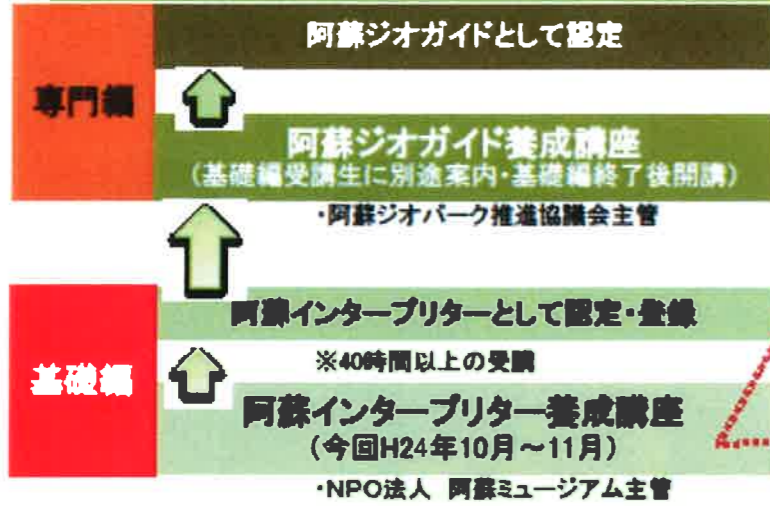 阿蘇ジオガイドとして認定
専門編
阿蘇ジオガイド養成講座
(基礎編受講生に別途案内・基礎編終了後開講)
・阿蘇ジオパーク推進協議会主管
阿蘇インタープリターとして認定・登録
基礎編
※40時間以上の受講
阿蘇インタープリター養成講座
(今回H24年10月～11月)
・NPO法人 阿蘇ミュージアム主管